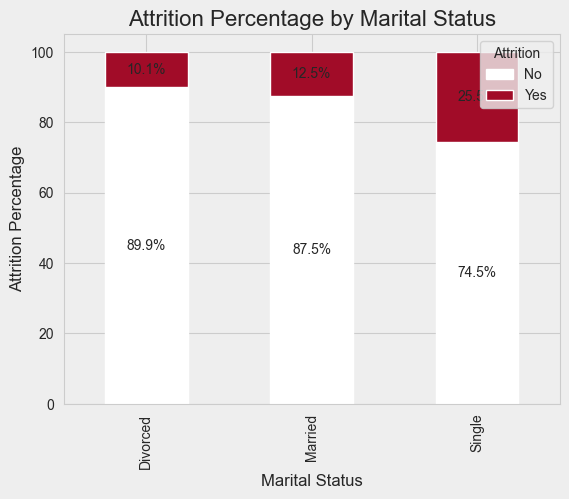 Attrition Percentage by Marital Status
Attrition Percentage
100
80
60
40
20
0
10.1%
12.5%
89.9%
87.5%
74.5%
Attrition
No
Yes
Divorced
Married
Single
Marital Status